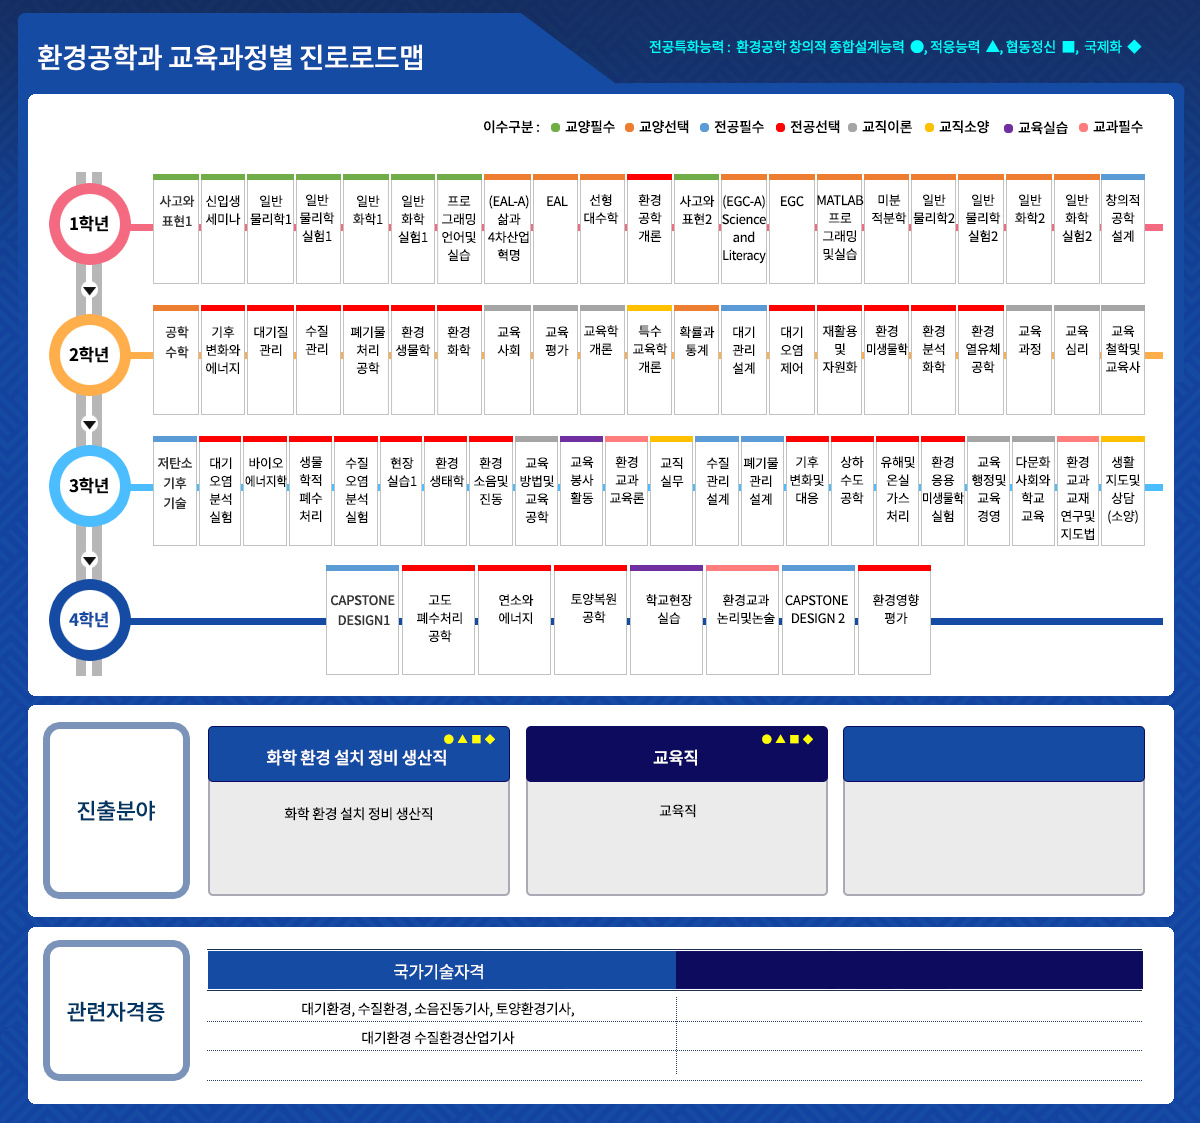 환경공학과 교육과정별 진로로드맵
전공특화능력 : 환경공학 창의적 종합설계능력 ●, 적응능력 ▲, 협동정신 ■, 국제화 ◆
이수구분 : ● 교양필수 ● 교양선택 ● 전공필수 ● 전공선택 ● 교직이론 ● 교직소양 ● 교육실습 ● 교과필수
1학년
사고와
표현1
신입생
세미나
일반
물리학1
일반
물리학
실험1
일반
화학1
일반
화학
실험1
프로
그래밍
언어및
실습
(EAL-A)
삶과
4차산업
혁명
EAL
선형
대수학
환경
공학
개론
사고와
표현2
(EGC-A)
Science
and
Literacy
EGC
MATLAB
프로
그래밍
및실습
미분
적분학
일반
물리학2
일반
물리학
실험2
일반
화학2
일반
화학
실험2
창의적
공학
설계
2학년
공학
수학
기후
변화와
에너지
대기질
관리
수질
관리
폐기물
처리
공학
환경
생물학
환경
화학
교육
사회
교육
평가
교육학
개론
특수
교육학
개론
확률과
통계
대기
관리
설계
대기
오염
제어
재활용
및
자원화
환경
미생물학
환경
분석
화학
환경
열유체
공학
교육
과정
교육
심리
교육
철학및
교육사
3학년
저탄소
기후
기술
대기
오염
분석
실험
바이오
에너지학
생물
학적
폐수
처리
수질
오염
분석
실험
현장
실습1
환경
생태학
환경
소음및
진동
교육
방법및
교육
공학
교육
봉사
활동
환경
교과
교육론
교직
실무
수질
관리
설계
폐기물
관리
설계
기후
변화및
대응
상하
수도
공학
유해및
온실
가스
처리
환경
응용
미생물학
실험
교육
행정및
교육
경영
다문화
사회와
학교
교육
환경
교과
교재
연구및
지도법
생활
지도및
상담
(소양)
4학년
CAPSTONE
DESIGN1
고도
폐수처리
공학
연소와
에너지
토양복원
공학
학교현장
실습
환경교과
논리및논술
CAPSTONE
DESIGN 2
환경영향
평가
진출분야
●▲■◆
화학 환경 설치 정비 생산직
화학 환경 설치 정비 생산직
●▲■◆
교육직
교육직
관련자격증
국가기술자격
대기환경, 수질환경, 소음진동기사, 토양환경기사,
대기환경 수질환경산업기사